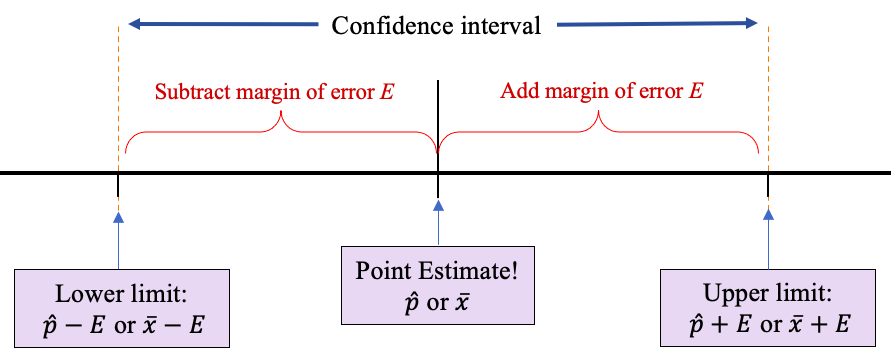 Confidence interval
Subtract margin of error E
Add margin of error E
Point Estimate!
p̂ or x̄
Lower limit:
p̂ − E or x̄ − E
Upper limit:
p̂ + E or x̄ + E